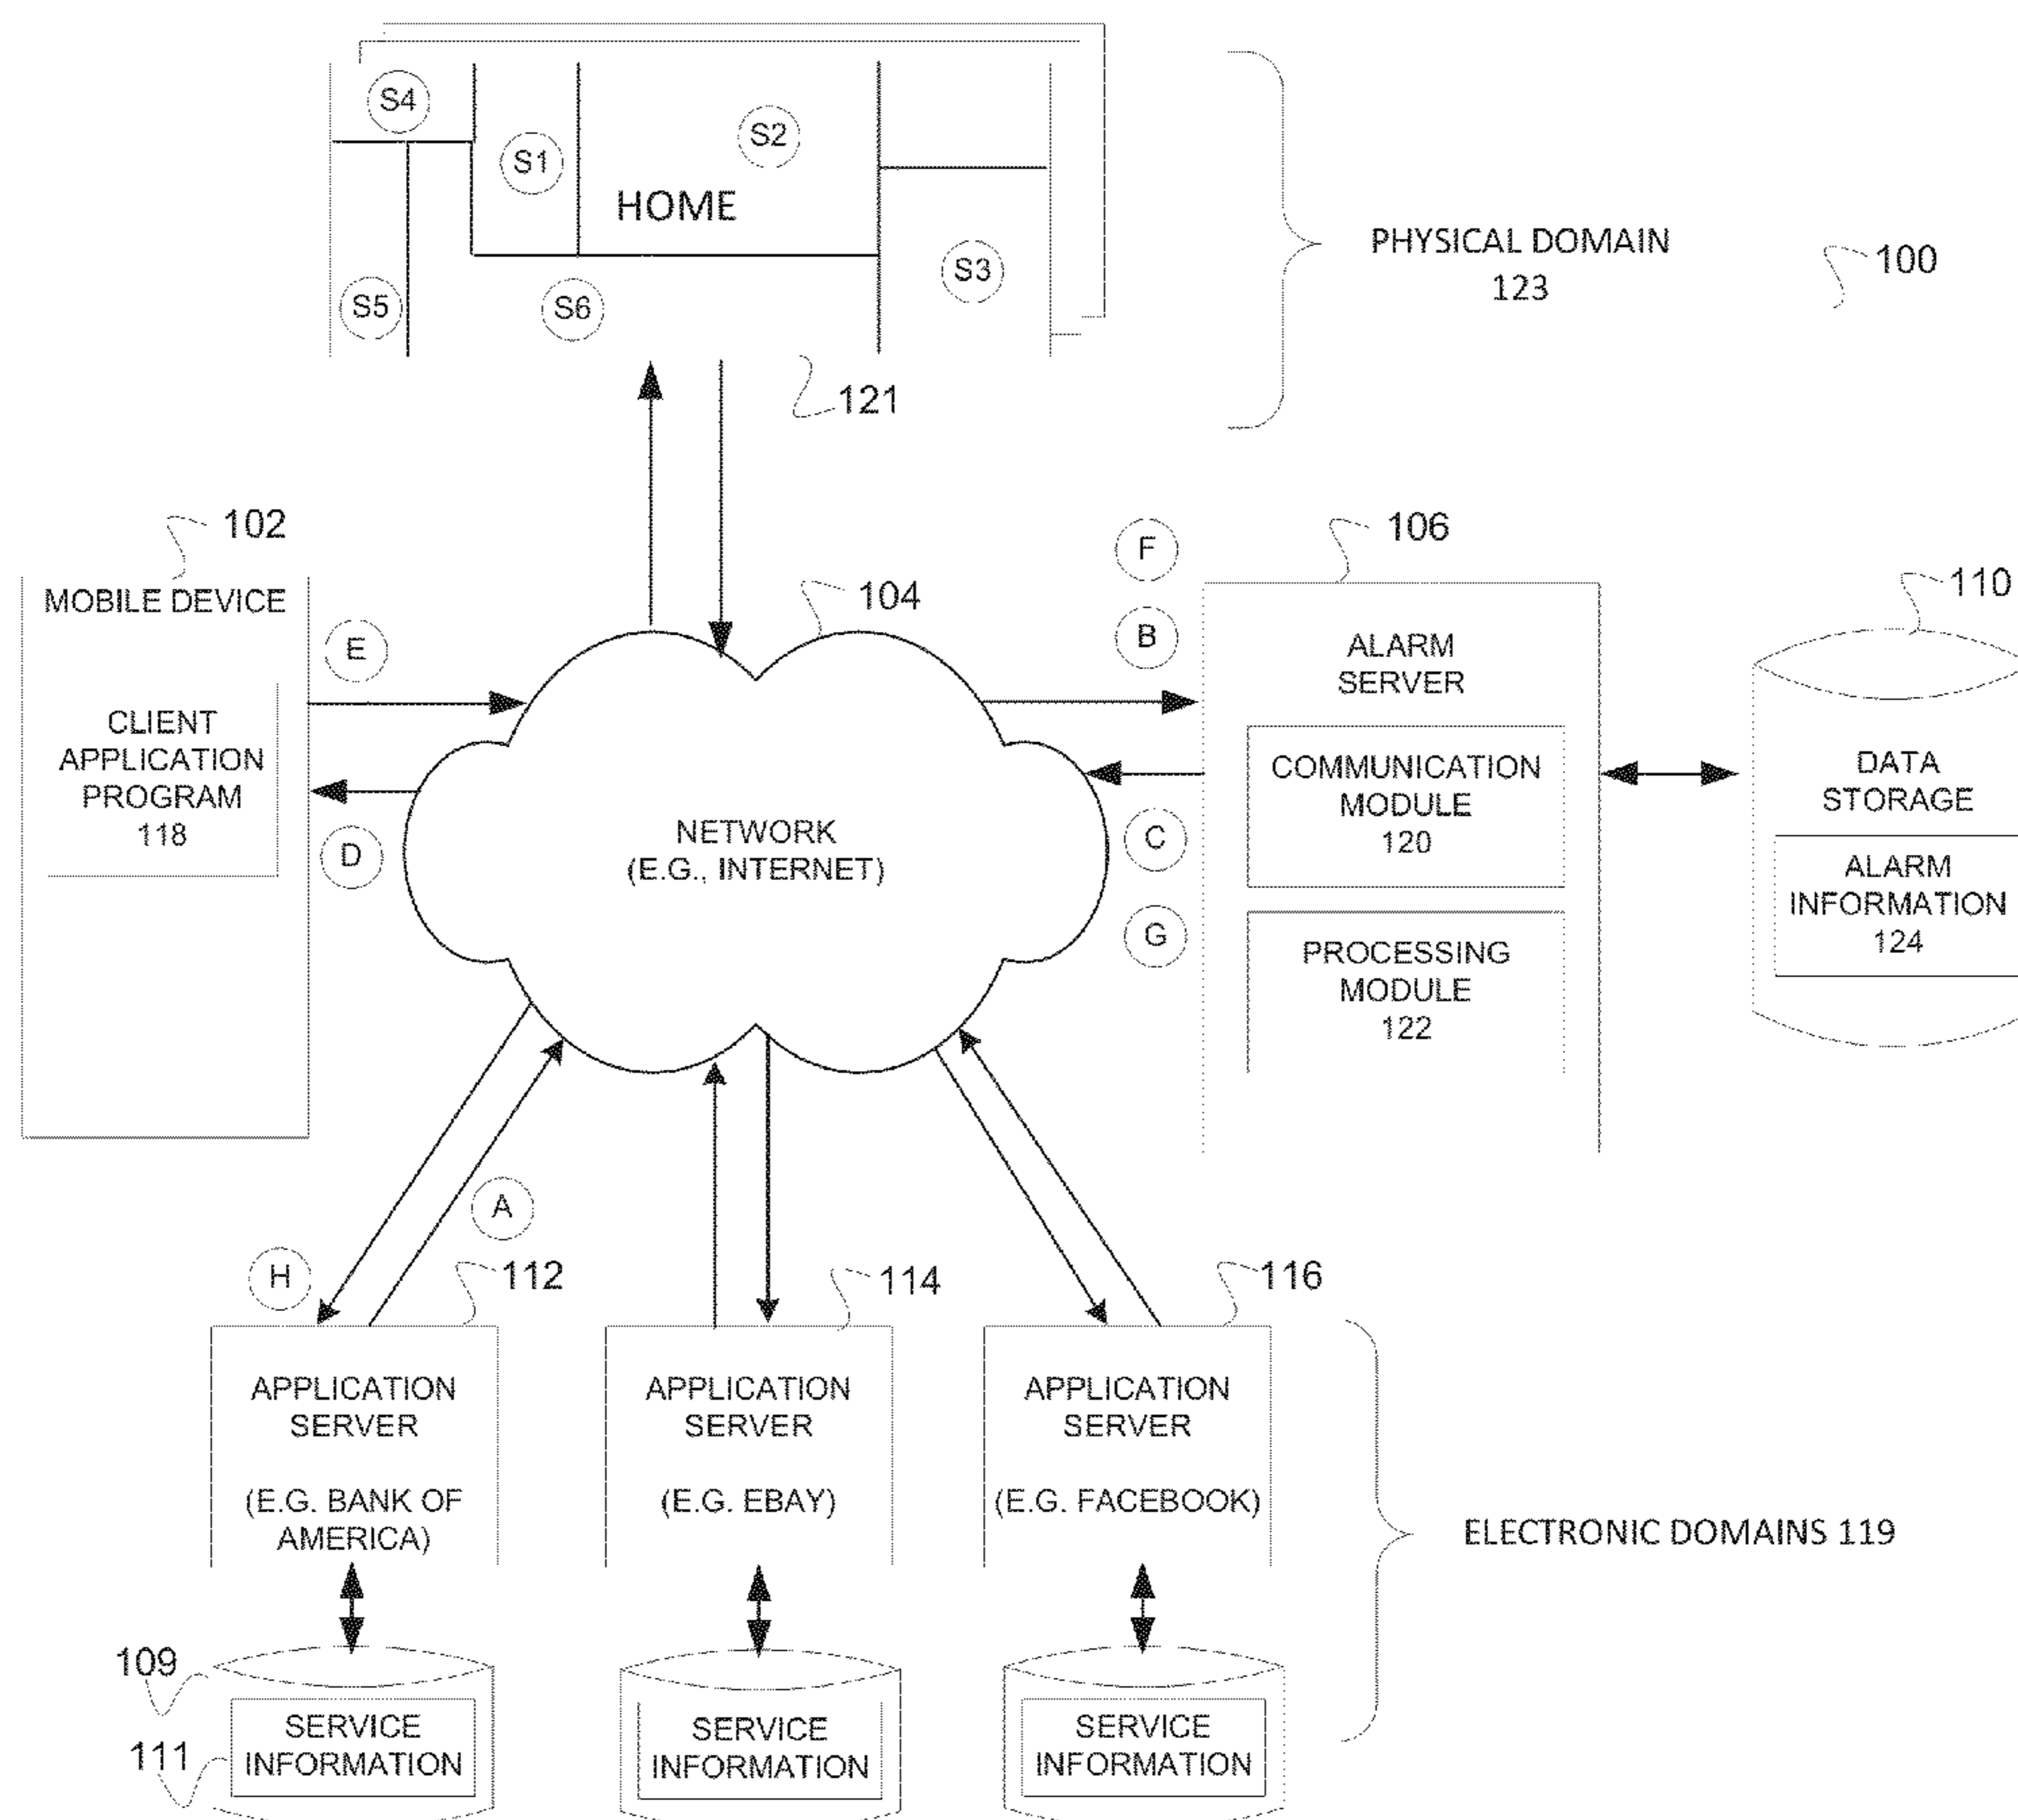 S4
S1
S2
HOME
S3
S5
S6
PHYSICAL DOMAIN
123
100
121
102
MOBILE DEVICE
CLIENT
APPLICATION
PROGRAM
118
E
D
104
NETWORK
(E.G., INTERNET)
F
B
C
G
106
ALARM
SERVER
COMMUNICATION
MODULE
120
PROCESSING
MODULE
122
110
DATA
STORAGE
ALARM
INFORMATION
124
A
H
112
APPLICATION
SERVER
(E.G. BANK OF
AMERICA)
114
APPLICATION
SERVER
(E.G. EBAY)
116
APPLICATION
SERVER
(E.G. FACEBOOK)
ELECTRONIC DOMAINS 119
109
111
SERVICE
INFORMATION
SERVICE
INFORMATION
SERVICE
INFORMATION